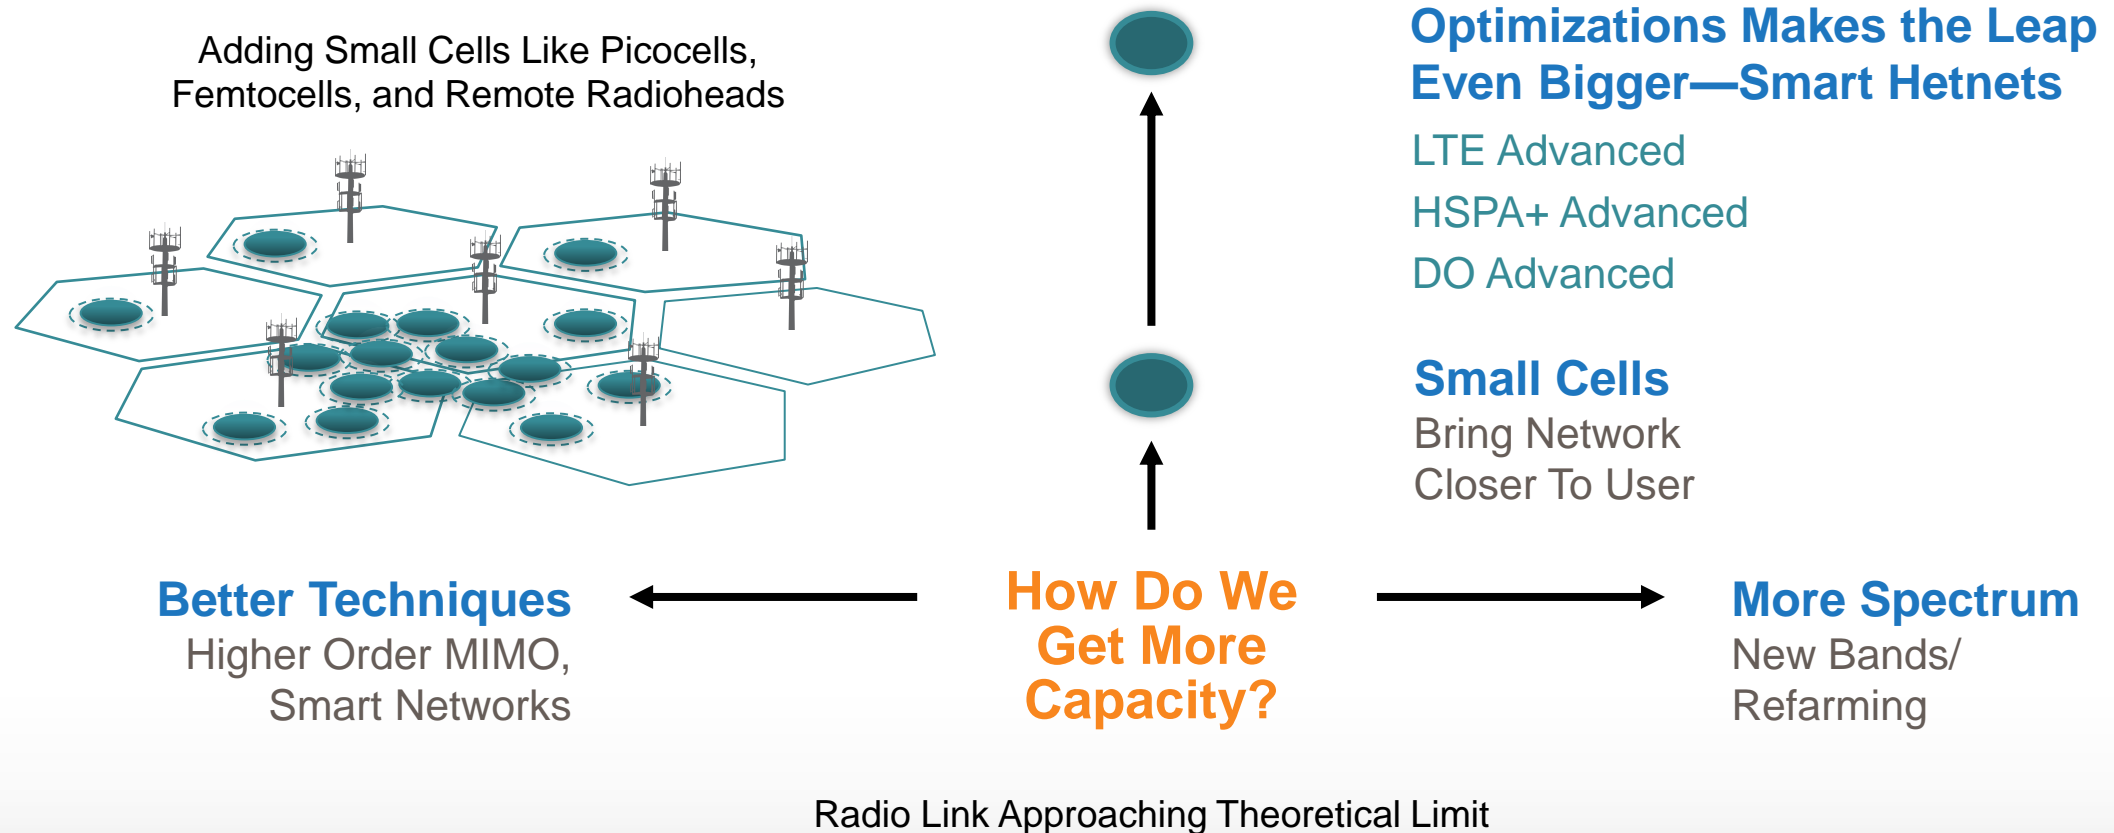 Adding Small Cells Like Picocells,
Femtocells, and Remote Radioheads
Optimizations Makes the Leap
Even Bigger—Smart Hetnets
LTE Advanced
HSPA+ Advanced
DO Advanced
Small Cells
Bring Network
Closer To User
Better Techniques
Higher Order MIMO,
Smart Networks
How Do We
Get More
Capacity?
More Spectrum
New Bands/
Refarming
Radio Link Approaching Theoretical Limit